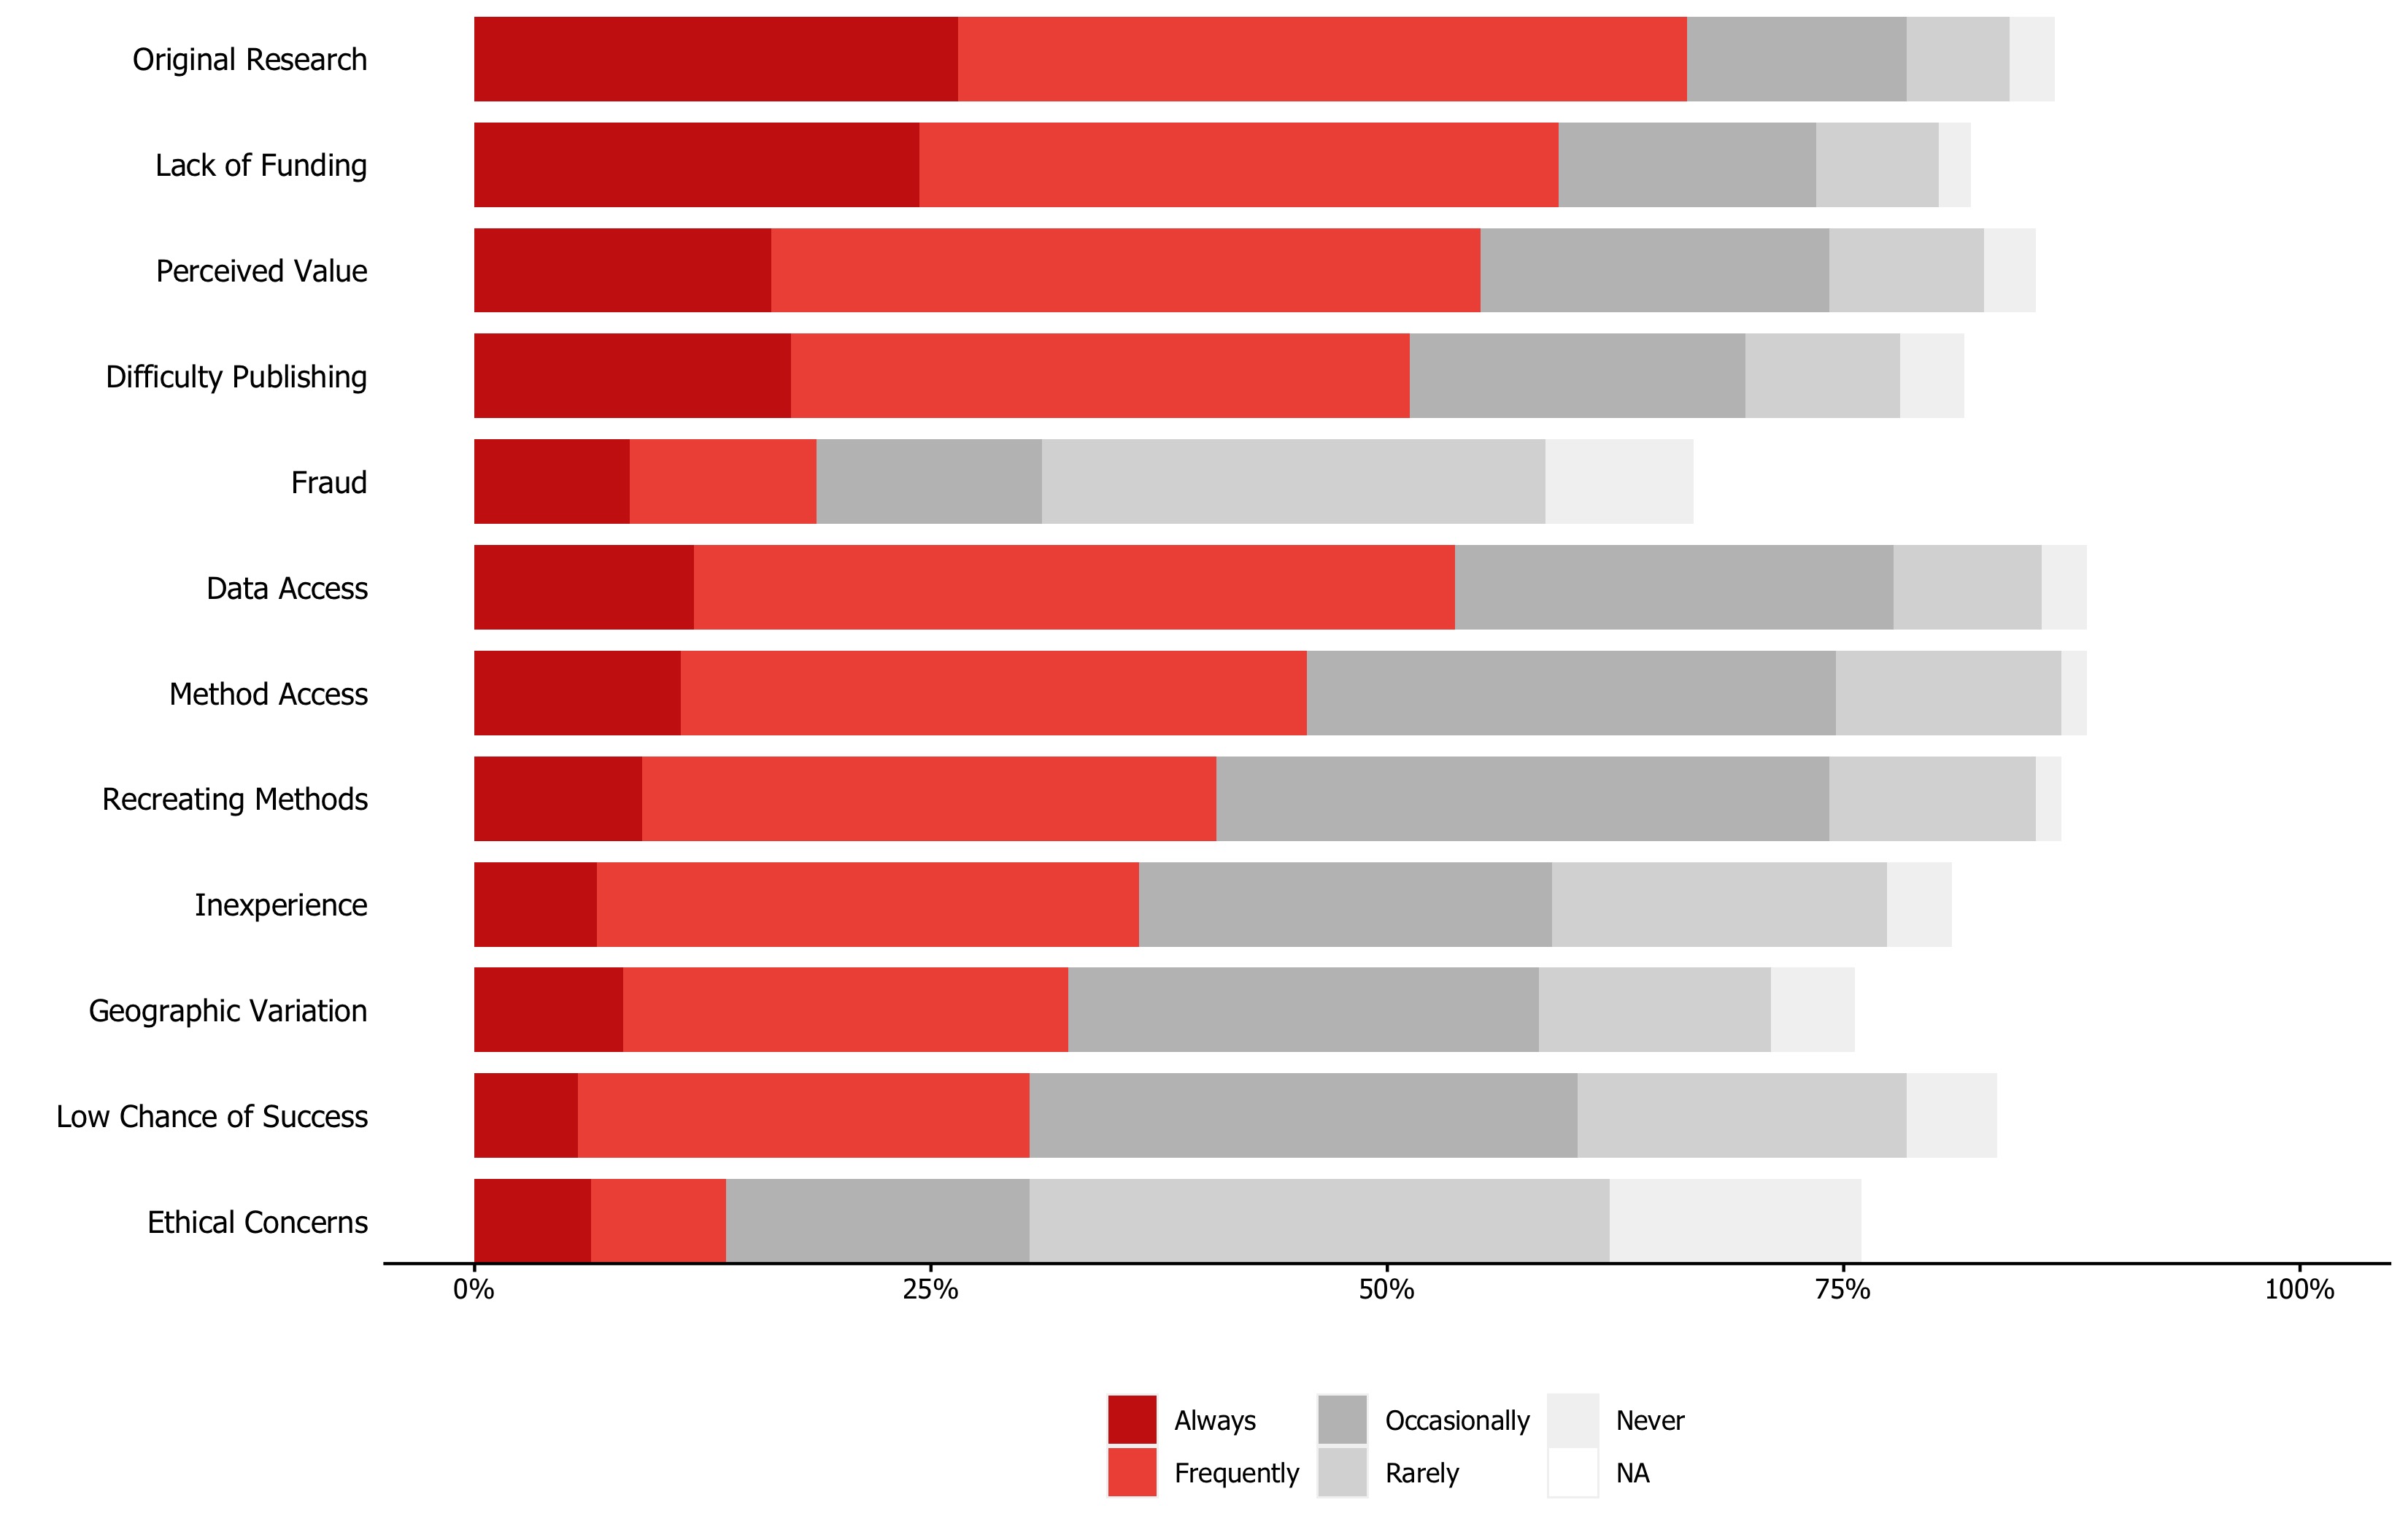 Original Research
Lack of Funding
Perceived Value
Difficulty Publishing
Fraud
Data Access
Method Access
Recreating Methods
Inexperience
Geographic Variation
Low Chance of Success
Ethical Concerns
0% 25% 50% 75% 100%
Always Occasionally Never
Frequently Rarely NA